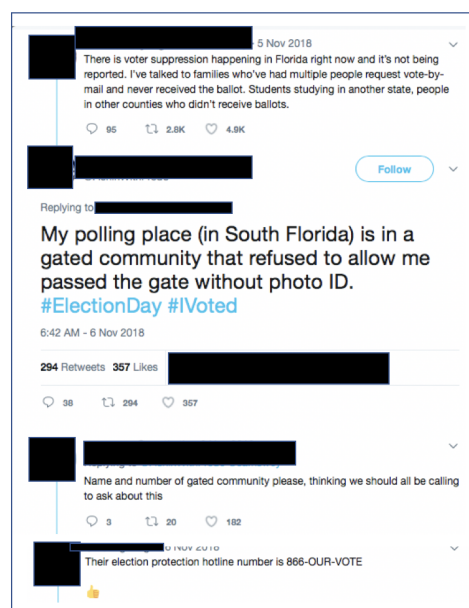 5 Nov 2018
There is voter suppression happening in Florida right now and it's not being
reported. I've talked to families who've had multiple people request vote-by-
mail and never received the ballot. Students studying in another state, people
in other counties who didn't receive ballots.
95 2.8K 4.9K
Follow
Replying to
My polling place (in South Florida) is in a
gated community that refused to allow me
passed the gate without photo ID.
#ElectionDay #IVoted
6:42 AM - 6 Nov 2018
294 Retweets 357 Likes
38 294 357
Name and number of gated community please, thinking we should all be calling
to ask about this
3 20 182
Their election protection hotline number is 866-OUR-VOTE
👍